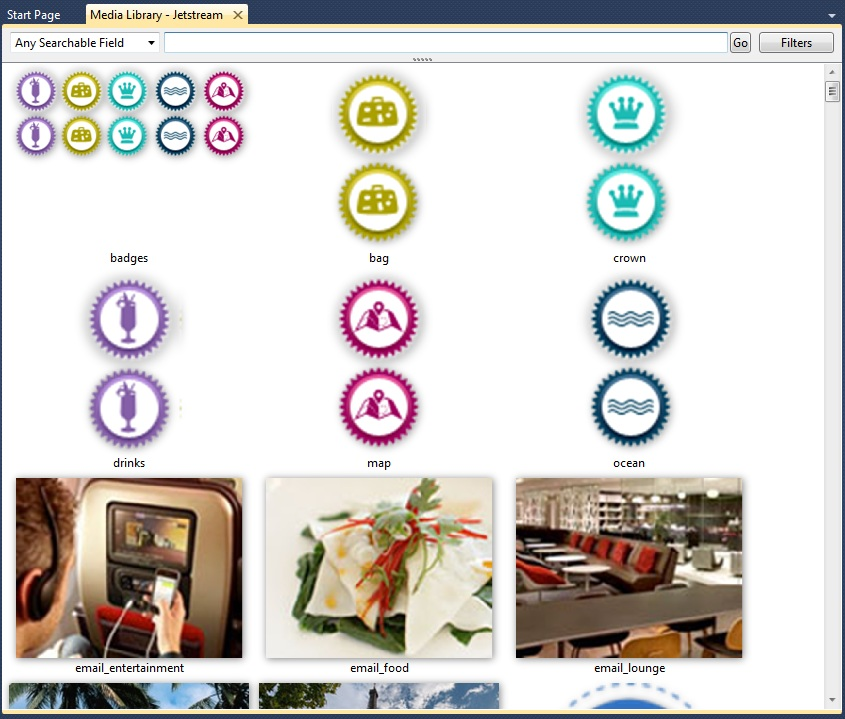 Start Page
Media Library - Jetstream
Any Searchable Field
Go
Filters
badges
bag
crown
drinks
map
ocean
email_entertainment
email_food
email_lounge